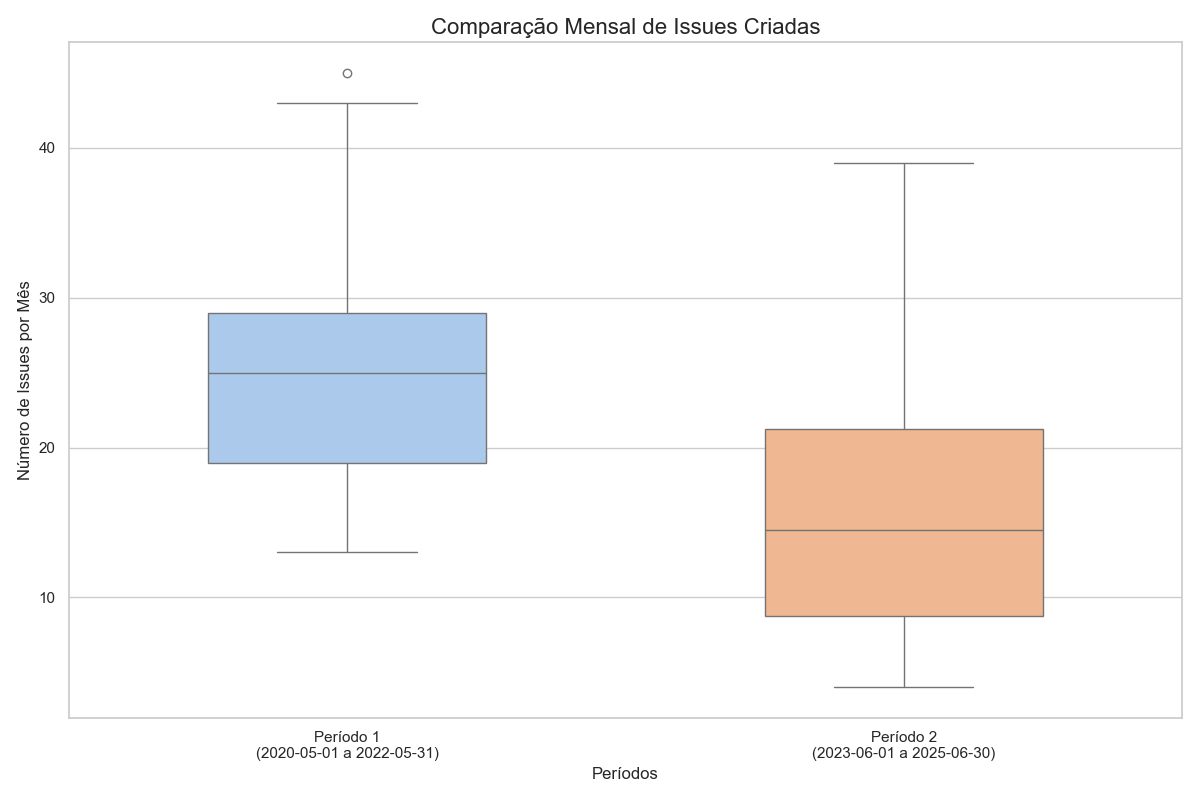 Comparação Mensal de Issues Criadas
Número de Issues por Mês
40
30
20
10
Período 1
(2020-05-01 a 2022-05-31)
Período 2
(2023-06-01 a 2025-06-30)
Períodos